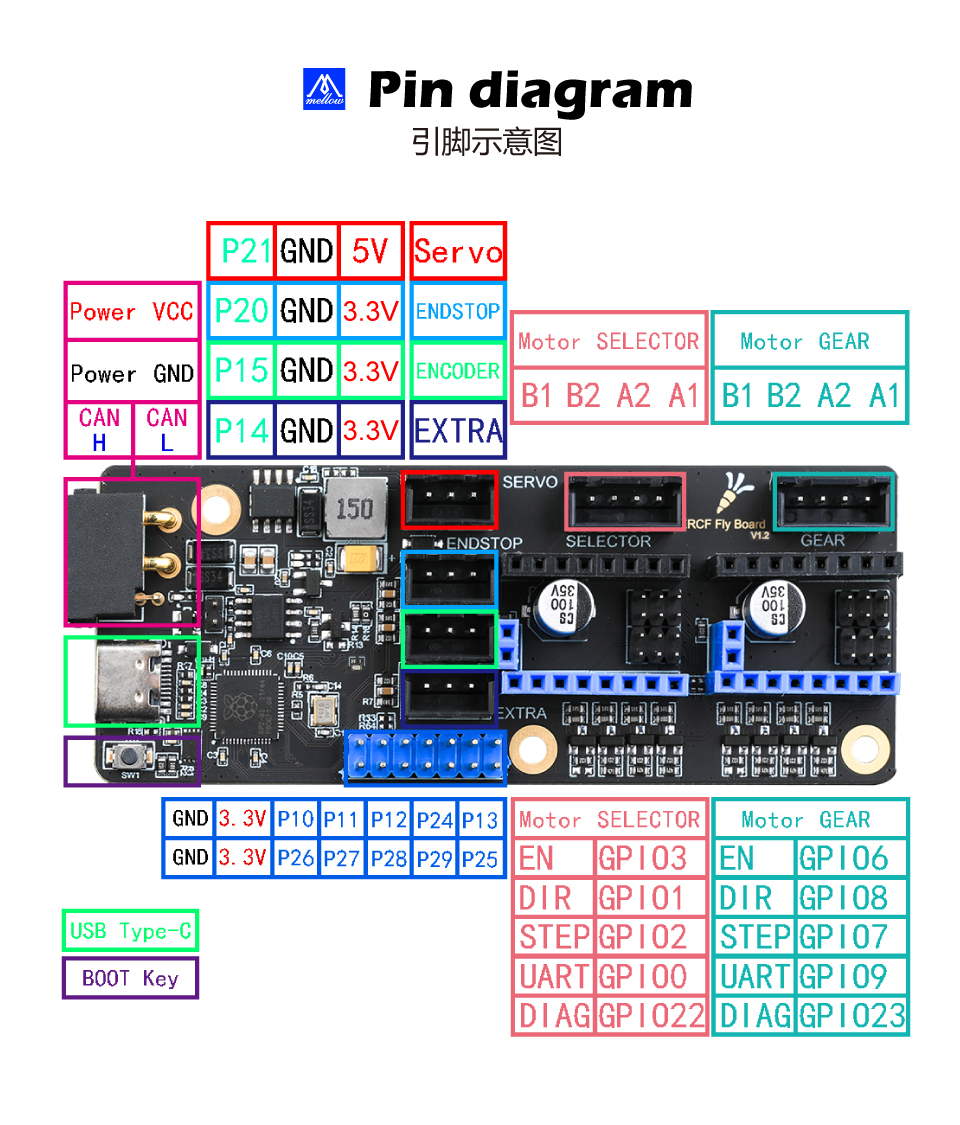 mellow
Pin diagram
引脚示意图
P21 GND 5V Servo
Power VCC
P20 GND 3.3V ENDSTOP
Power GND
P15 GND 3.3V ENCODER
CAN H CAN L
P14 GND 3.3V EXTRA
Motor SELECTOR
B1 B2 A2 A1
Motor GEAR
B1 B2 A2 A1
SERVO
ENDSTOP
SELECTOR
RCF Fly Board
V1.2
GEAR
150
SS34
CS
100
35V
CS
100
35V
EXTRA
SW1
GND 3.3V P10 P11 P12 P24 P13
GND 3.3V P26 P27 P28 P29 P25
Motor SELECTOR
EN GPIO3
DIR GPIO1
STEP GPIO2
UART GPIO0
DIAG GPIO22
Motor GEAR
EN GPIO6
DIR GPIO8
STEP GPIO7
UART GPIO9
DIAG GPIO23
USB Type-C
BOOT Key